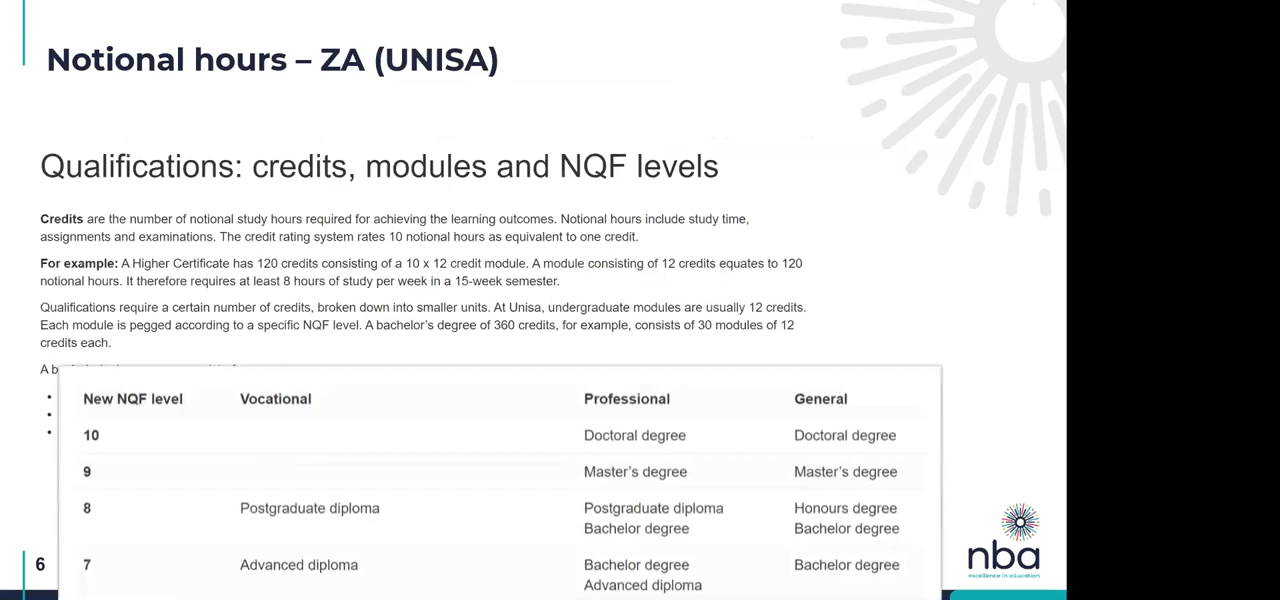 Notional hours – ZA (UNISA)
Qualifications: credits, modules and NQF levels
Credits are the number of notional study hours required for achieving the learning outcomes. Notional hours include study time,
assignments and examinations. The credit rating system rates 10 notional hours as equivalent to one credit.
For example: A Higher Certificate has 120 credits consisting of a 10 x 12 credit module. A module consisting of 12 credits equates to 120
notional hours. It therefore requires at least 8 hours of study per week in a 15-week semester.
Qualifications require a certain number of credits, broken down into smaller units. At Unisa, undergraduate modules are usually 12 credits.
Each module is pegged according to a specific NQF level. A bachelor's degree of 360 credits, for example, consists of 30 modules of 12
credits each.
A b
New NQF level Vocational Professional General
10 Doctoral degree Doctoral degree
9 Master's degree Master's degree
8 Postgraduate diploma Postgraduate diploma Honours degree
Bachelor degree Bachelor degree
7 Advanced diploma Bachelor degree Bachelor degree
Advanced diploma
6
nba
excellence in education